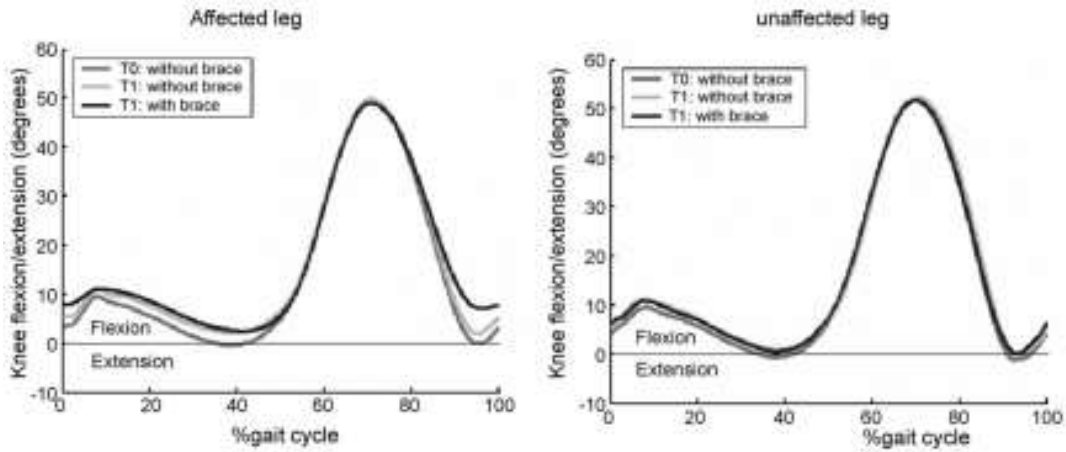 Affected leg
60
50
40
30
20
10
0
-10
Knee flexion/extension (degrees)
T0: without brace
T1: without brace
T1: with brace
Flexion
Extension
0 20 40 60 80 100
%gait cycle
unaffected leg
60
50
40
30
20
10
0
-10
Knee flexion/extension (degrees)
T0: without brace
T1: without brace
T1: with brace
Flexion
Extension
0 20 40 60 80 100
%gait cycle